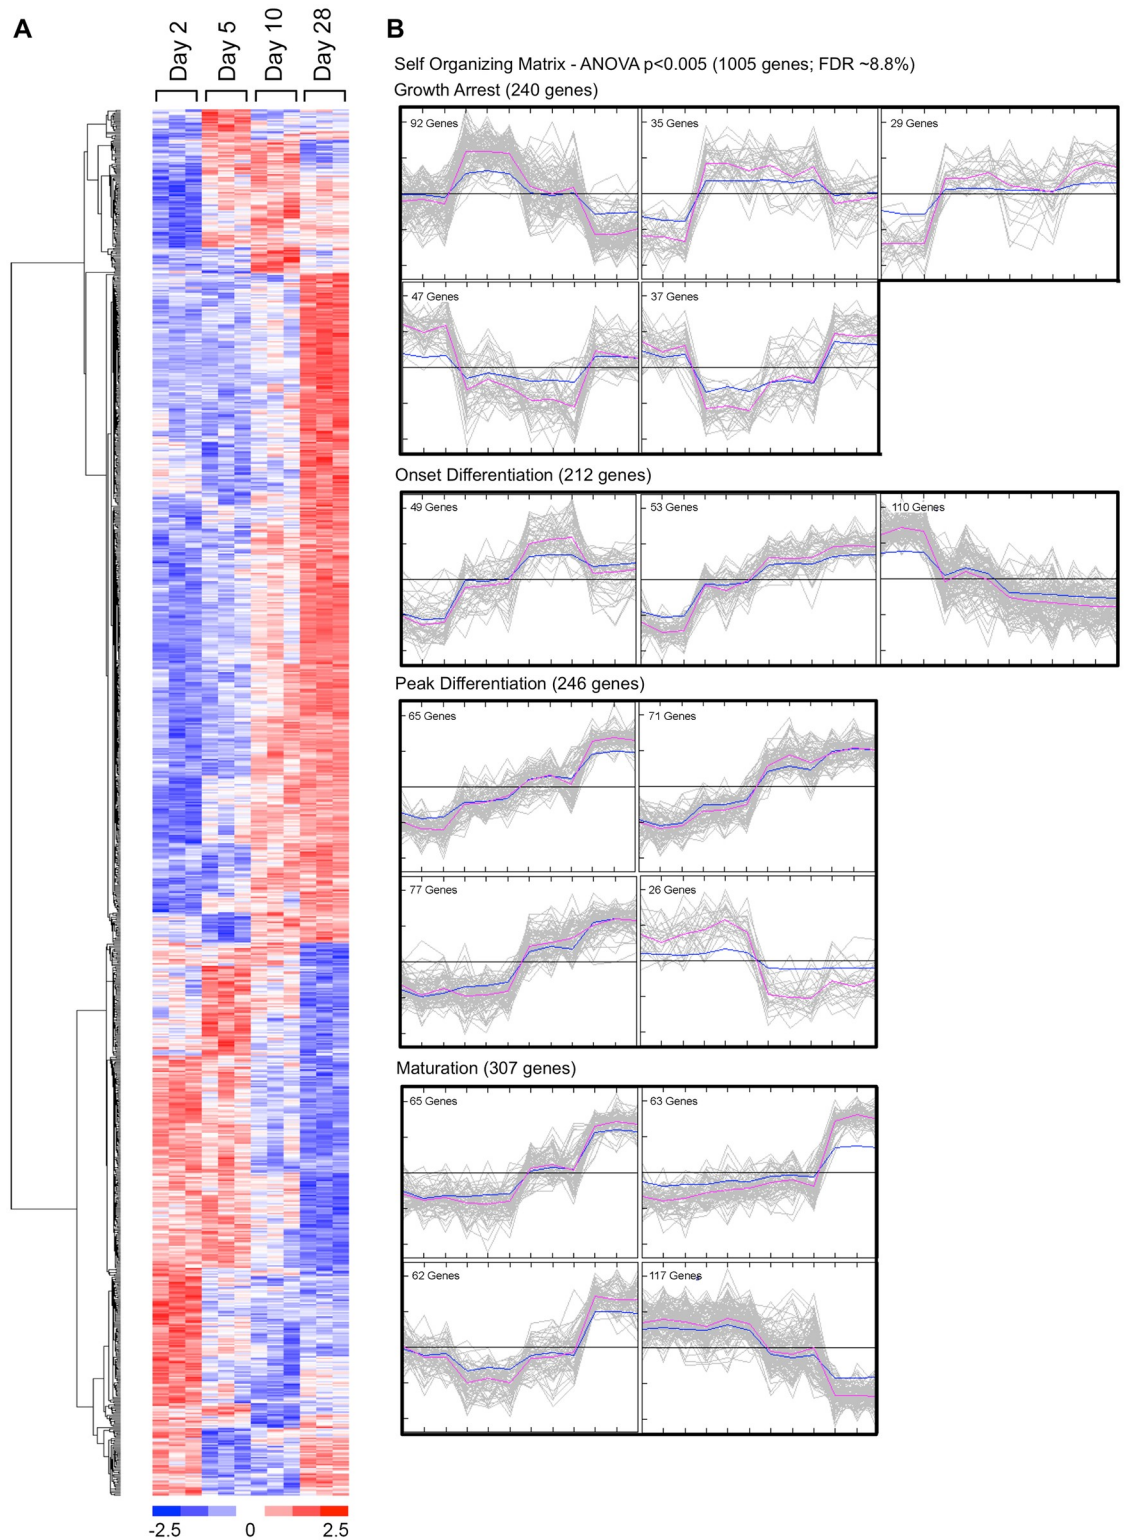 A
Day 2
Day 5
Day 10
Day 28
-2.5 0 2.5
B
Self Organizing Matrix - ANOVA p<0.005 (1005 genes; FDR ~8.8%)
Growth Arrest (240 genes)
92 Genes
35 Genes
29 Genes
47 Genes
37 Genes
Onset Differentiation (212 genes)
49 Genes
53 Genes
110 Genes
Peak Differentiation (246 genes)
65 Genes
71 Genes
77 Genes
26 Genes
Maturation (307 genes)
65 Genes
63 Genes
62 Genes
117 Genes